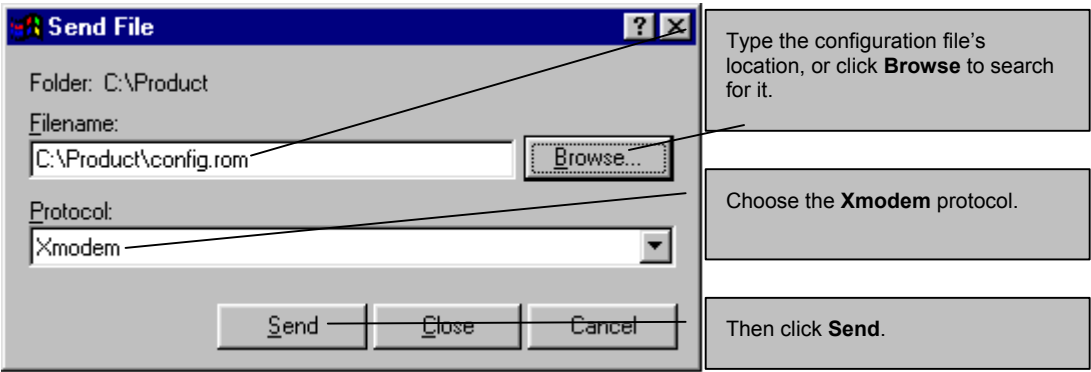 Send File
Folder: C:\Product
Filename:
C:\Product\config.rom
Browse...
Protocol:
Xmodem
Send
Close
Cancel
Type the configuration file's
location, or click Browse to search
for it.
Choose the Xmodem protocol.
Then click Send.